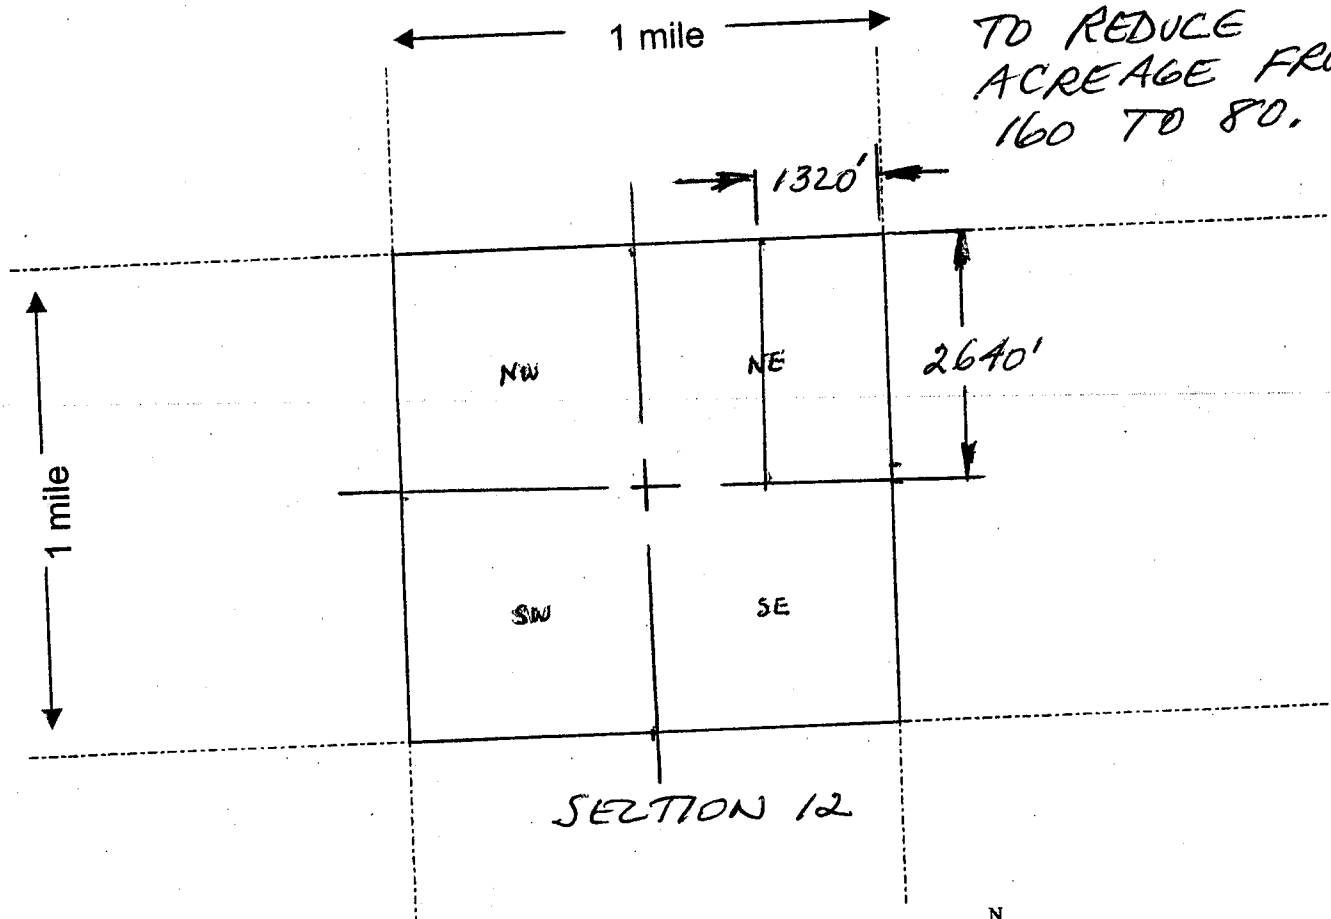 1 mile
TO REDUCE
ACREAGE
160 TO 80.
1320'
NW
NE
2640'
1 mile
SW
SE
SECTION 12
N